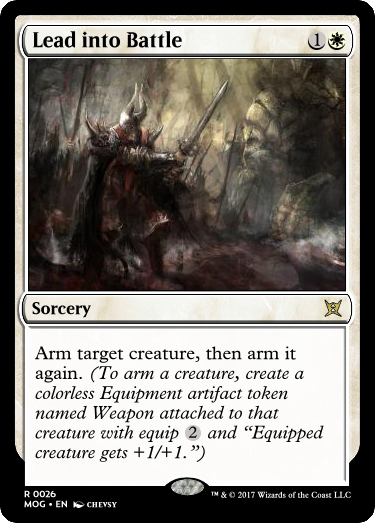 Lead into Battle 1
Sorcery
Arm target creature, then arm it
again. (To arm a creature, create a
colorless Equipment artifact token
named Weapon attached to that
creature with equip 2 and “Equipped
creature gets +1/+1.”)
R 0026
MOG • EN CHEVSY
™ & © 2017 Wizards of the Coast LLC